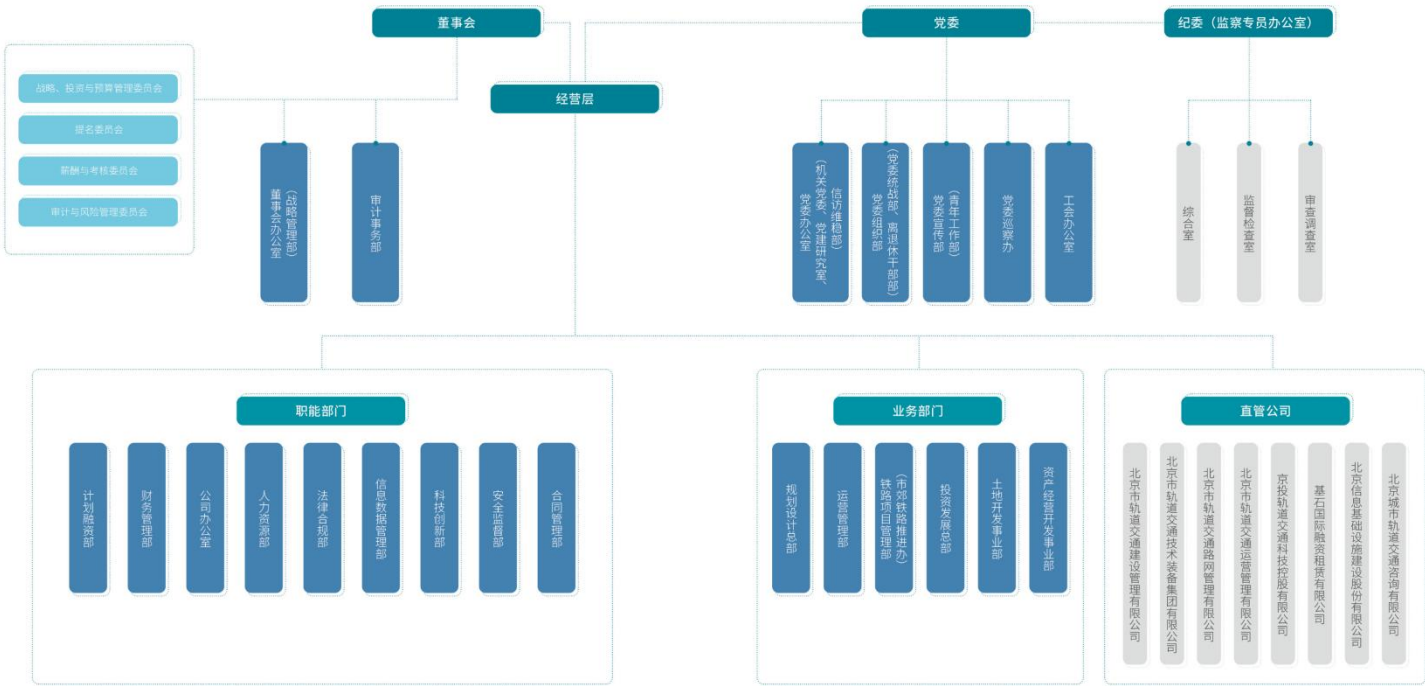 董事会
党委
纪委（监察专员办公室）
战略、投资与预算管理委员会
提名委员会
薪酬与考核委员会
审计与风险管理委员会
经营层
董事会办公室
（战略管理部）
审计事务部
党委办公室
（机关党委、党建研究室、
信访维稳部）
党委组织部
（党委统战部、离退休干部部）
党委宣传部
（青年工作部）
党委巡察办
工会办公室
综合室
监督检查室
审查调查室
职能部门
计划融资部
财务管理部
公司办公室
人力资源部
法律合规部
信息数据管理部
科技创新部
安全监督部
合同管理部
业务部门
规划设计总部
运营管理部
铁路项目管理部
（市郊铁路推进办）
投资发展总部
土地开发事业部
资产经营开发事业部
直管公司
北京市轨道交通建设管理有限公司
北京市轨道交通技术装备集团有限公司
北京市轨道交通路网管理有限公司
北京市轨道交通运营管理有限公司
京投轨道交通科技控股有限公司
基石国际融资租赁有限公司
北京信息基础设施建设股份有限公司
北京城市轨道交通咨询有限公司